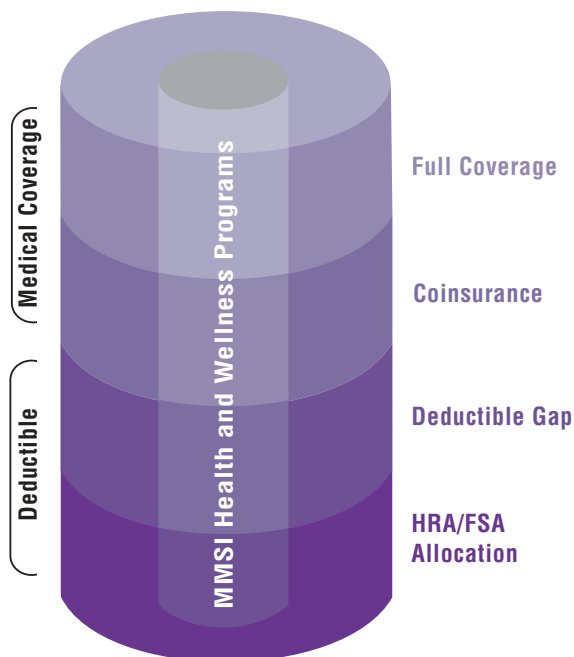 Medical Coverage
Deductible
MMSI Health and Wellness Programs
Full Coverage
Coinsurance
Deductible Gap
HRA/FSA
Allocation